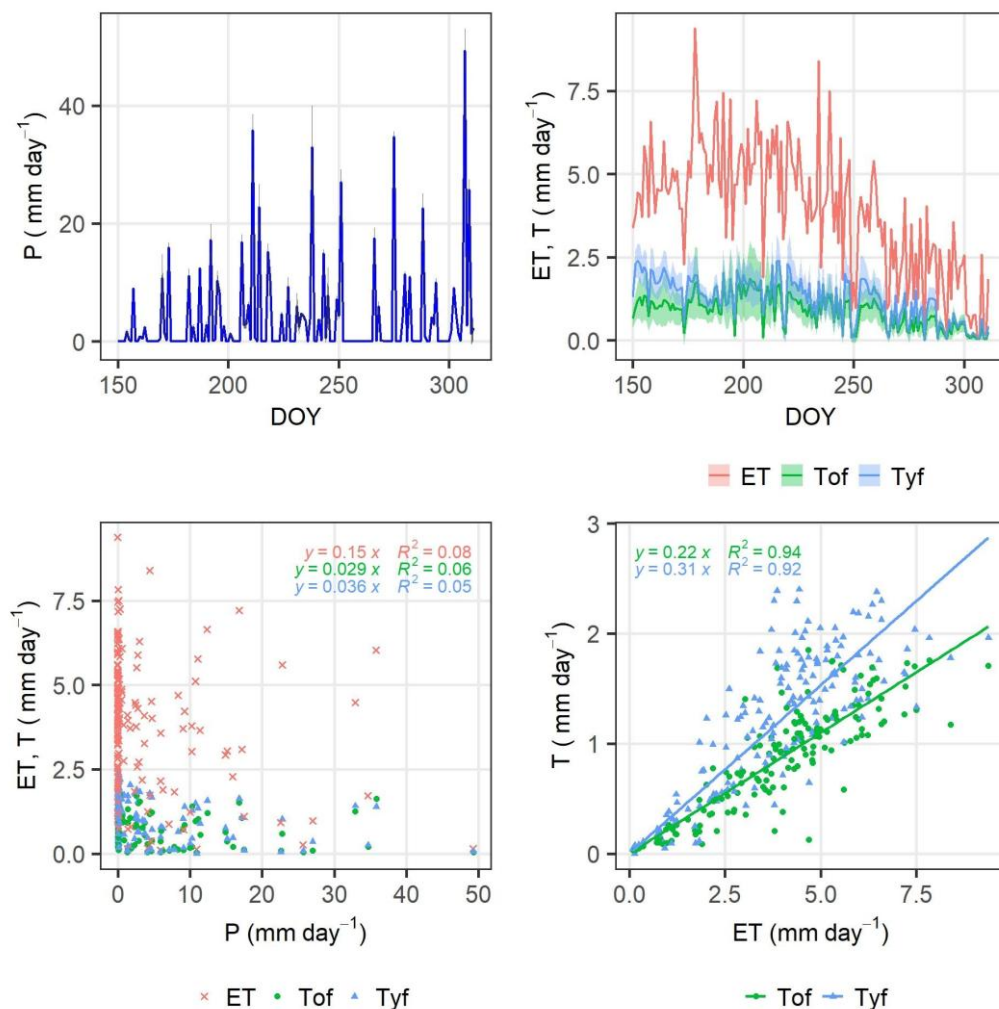 P ( mm day⁻¹)
40
20
0
150
200
250
300
DOY
ET, T ( mm day⁻¹)
7.5
5.0
2.5
0.0
150
200
250
300
DOY
ET Tof Tyf
ET, T ( mm day⁻¹)
7.5
5.0
2.5
0.0
y = 0.15 x R² = 0.08
y = 0.029 x R² = 0.06
y = 0.036 x R² = 0.05
0
10
20
30
40
50
P (mm day⁻¹)
ET Tof Tyf
T ( mm day⁻¹)
3
2
1
0
y = 0.22 x R² = 0.94
y = 0.31 x R² = 0.92
0.0
2.5
5.0
7.5
ET (mm day⁻¹)
Tof Tyf